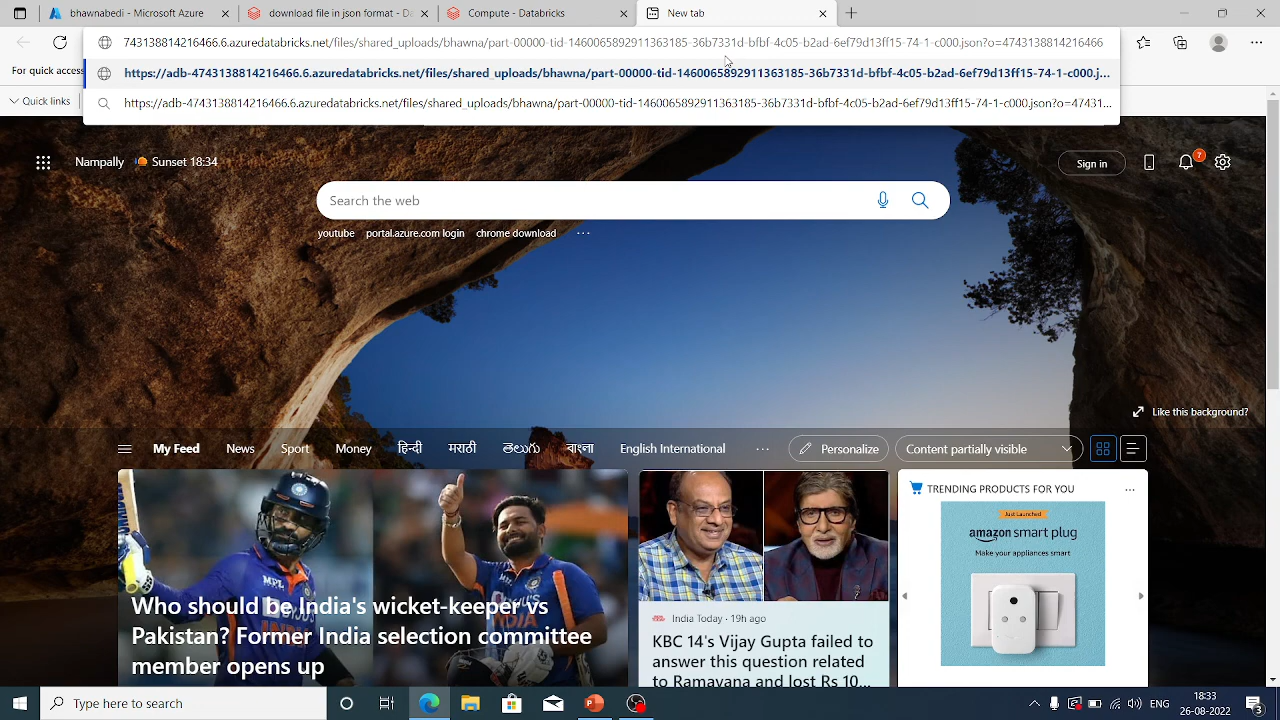 bhawnabedi - Microsoft Azure
download file in json format - Da
Compute - Databricks
New tab
743138814216466.6.azuredatabricks.net/files/shared_uploads/bhawna/part-00000-tid-1460065892911363185-36b7331d-bfbf-4c05-b2ad-6ef79d13ff15-74-1-c000.json?o=4743138814216466
https://adb-4743138814216466.6.azuredatabricks.net/files/shared_uploads/bhawna/part-00000-tid-1460065892911363185-36b7331d-bfbf-4c05-b2ad-6ef79d13ff15-74-1-c000.j...
https://adb-4743138814216466.6.azuredatabricks.net/files/shared_uploads/bhawna/part-00000-tid-1460065892911363185-36b7331d-bfbf-4c05-b2ad-6ef79d13ff15-74-1-c000.json?o=47431...
For quick access
Quick links
Nampally
Sunset 18:34
Sign in
7
Search the web
youtube
portal.azure.com login
chrome download
...
Like this background?
My Feed
News
Sport
Money
हिन्दी
मराठी
తెలుగు
বাংলা
English International
...
Personalize
Content partially visible
MPL
MPL
Who should be India's wicket-keeper vs
Pakistan? Former India selection committee
member opens up
India Today · 19h ago
KBC 14's Vijay Gupta failed to
answer this question related
to Ramayana and lost Rs 10...
TRENDING PRODUCTS FOR YOU
...
Just Launched
amazon smart plug
Make your appliances smart
Type here to search
ENG
18:33
26-08-2022
3